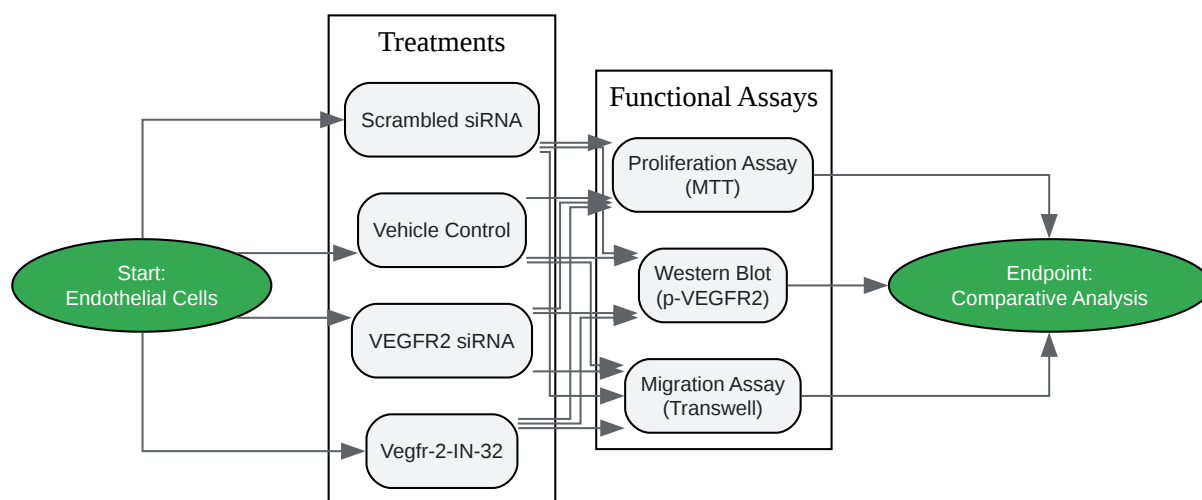 Treatments
Scrambled siRNA
Vehicle Control
VEGFR2 siRNA
Vegfr-2-IN-32
Functional Assays
Proliferation Assay
(MTT)
Western Blot
(p-VEGFR2)
Migration Assay
(Transwell)
Start:
Endothelial Cells
Endpoint:
Comparative Analysis